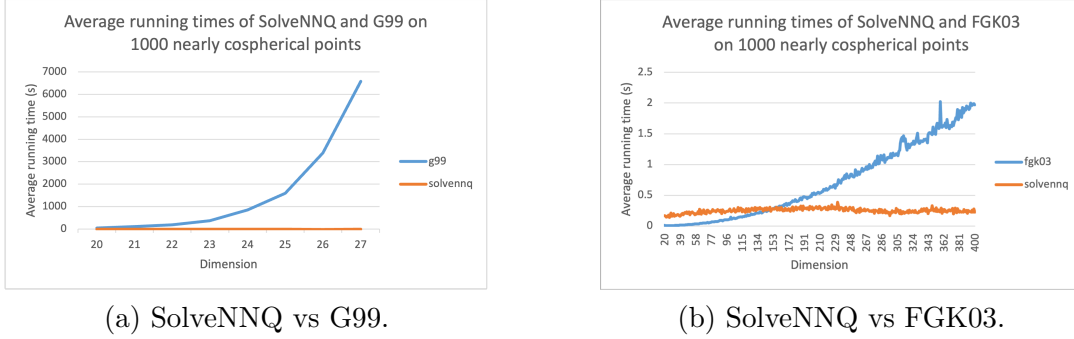 Average running times of SolveNNQ and G99 on
1000 nearly cospherical points
Average running time (s)
7000
6000
5000
4000
3000
2000
1000
0
20 21 22 23 24 25 26 27
Dimension
g99
solvennq
(a) SolveNNQ vs G99.
Average running times of SolveNNQ and FGK03
on 1000 nearly cospherical points
Average running time (s)
2.5
2
1.5
1
0.5
0
20 39 58 77 96 115 134 153 172 191 210 229 248 267 286 305 324 343 362 381 400
Dimension
fgk03
solvennq
(b) SolveNNQ vs FGK03.